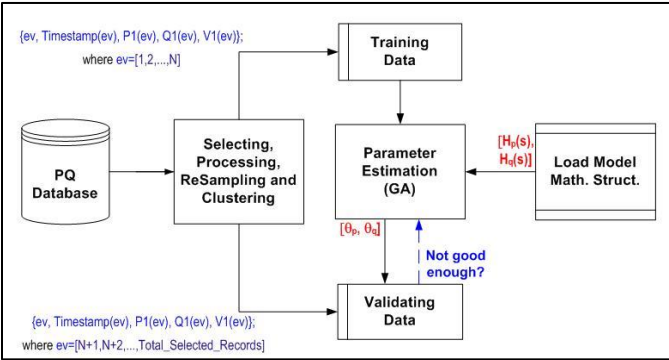 {ev, Timestamp(ev), P1(ev), Q1(ev), V1(ev)};
where ev=[1,2,...,N]
Training
Data
PQ
Database
Selecting,
Processing,
ReSampling and
Clustering
Parameter
Estimation
(GA)
[Hp(s),
Hq(s)]
Load Model
Math. Struct.
[θp, θq]
Not good
enough?
Validating
Data
{ev, Timestamp(ev), P1(ev), Q1(ev), V1(ev)};
where ev=[N+1,N+2,...,Total_Selected_Records]